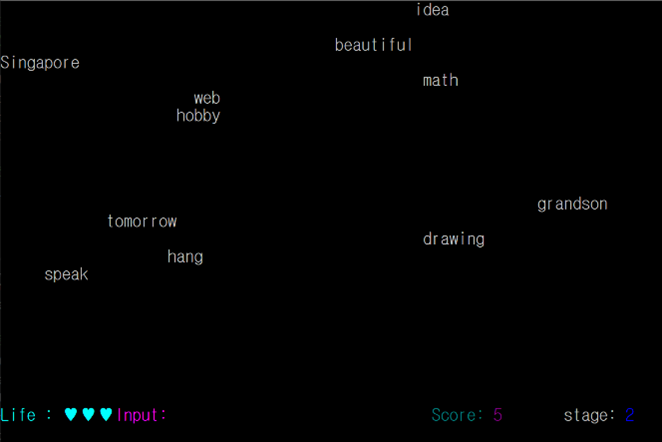 idea
beautiful
Singapore
math
web
hobby
grandson
tomorrow
drawing
hang
speak
Life : ♥♥♥Input: Score: 5 stage: 2